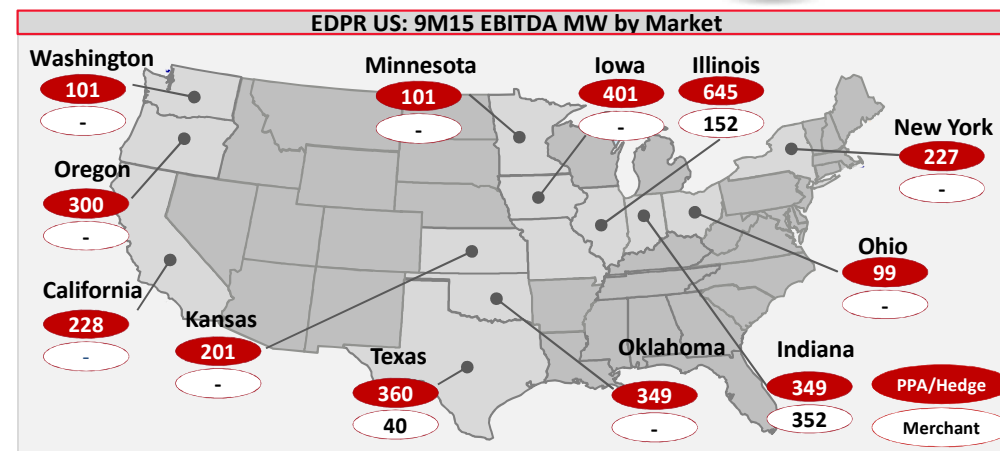 EDPR US: 9M15 EBITDA MW by Market
Washington
101
-
Oregon
300
-
California
228
-
Kansas
201
-
Minnesota
101
-
Iowa
401
-
Illinois
645
152
New York
227
-
Ohio
99
-
Texas
360
40
Oklahoma
349
-
Indiana
349
352
PPA/Hedge
Merchant